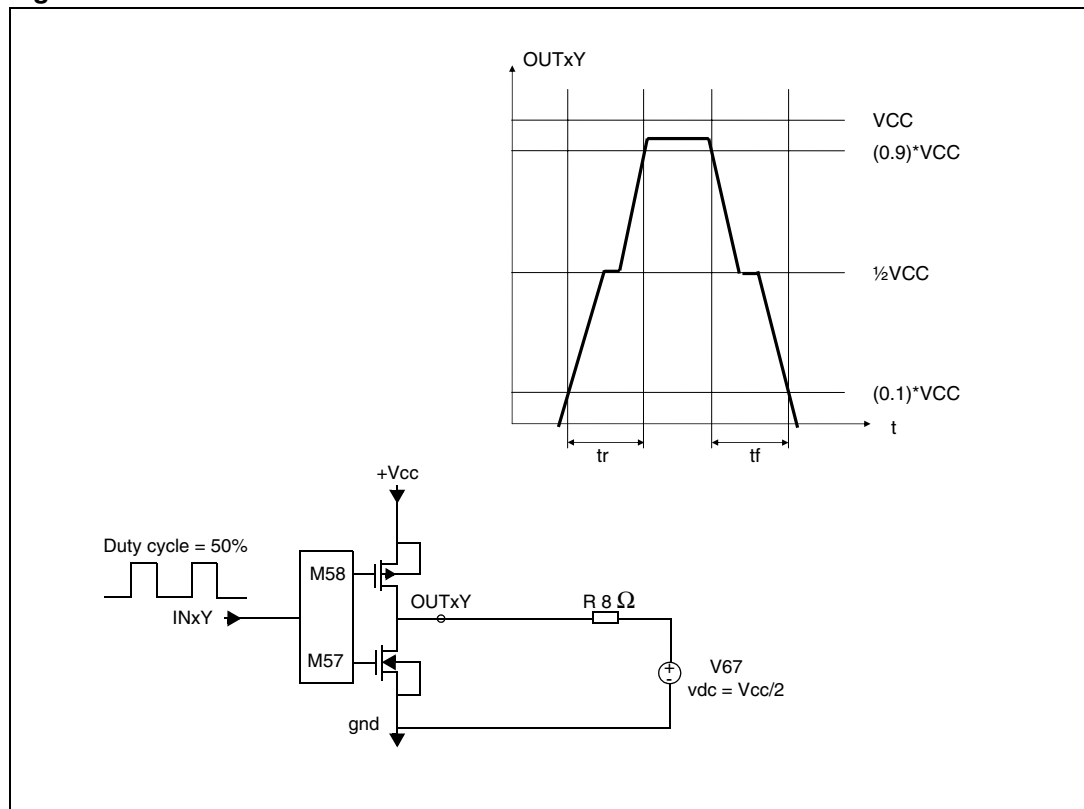 OUTxY
VCC
(0.9)*VCC
½VCC
(0.1)*VCC
t
tr
tf
+Vcc
Duty cycle = 50%
M58
OUTxY
R 8 Ω
INxY
M57
V67
vdc = Vcc/2
+
-
gnd